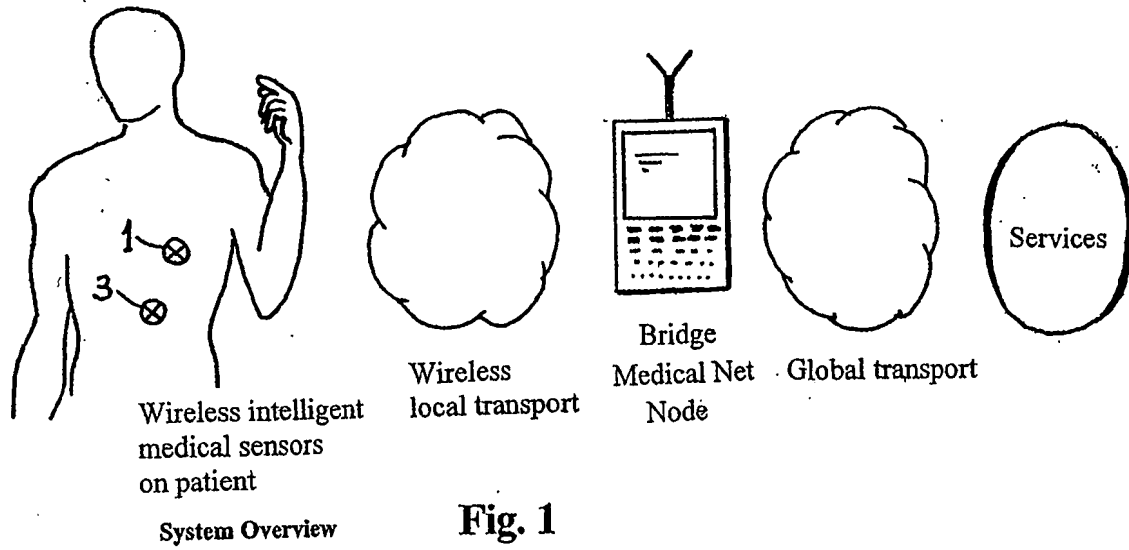 1
3
Services
Bridge
Medical Net
Node
Global transport
Wireless
local transport
Wireless intelligent
medical sensors
on patient
System Overview
Fig. 1